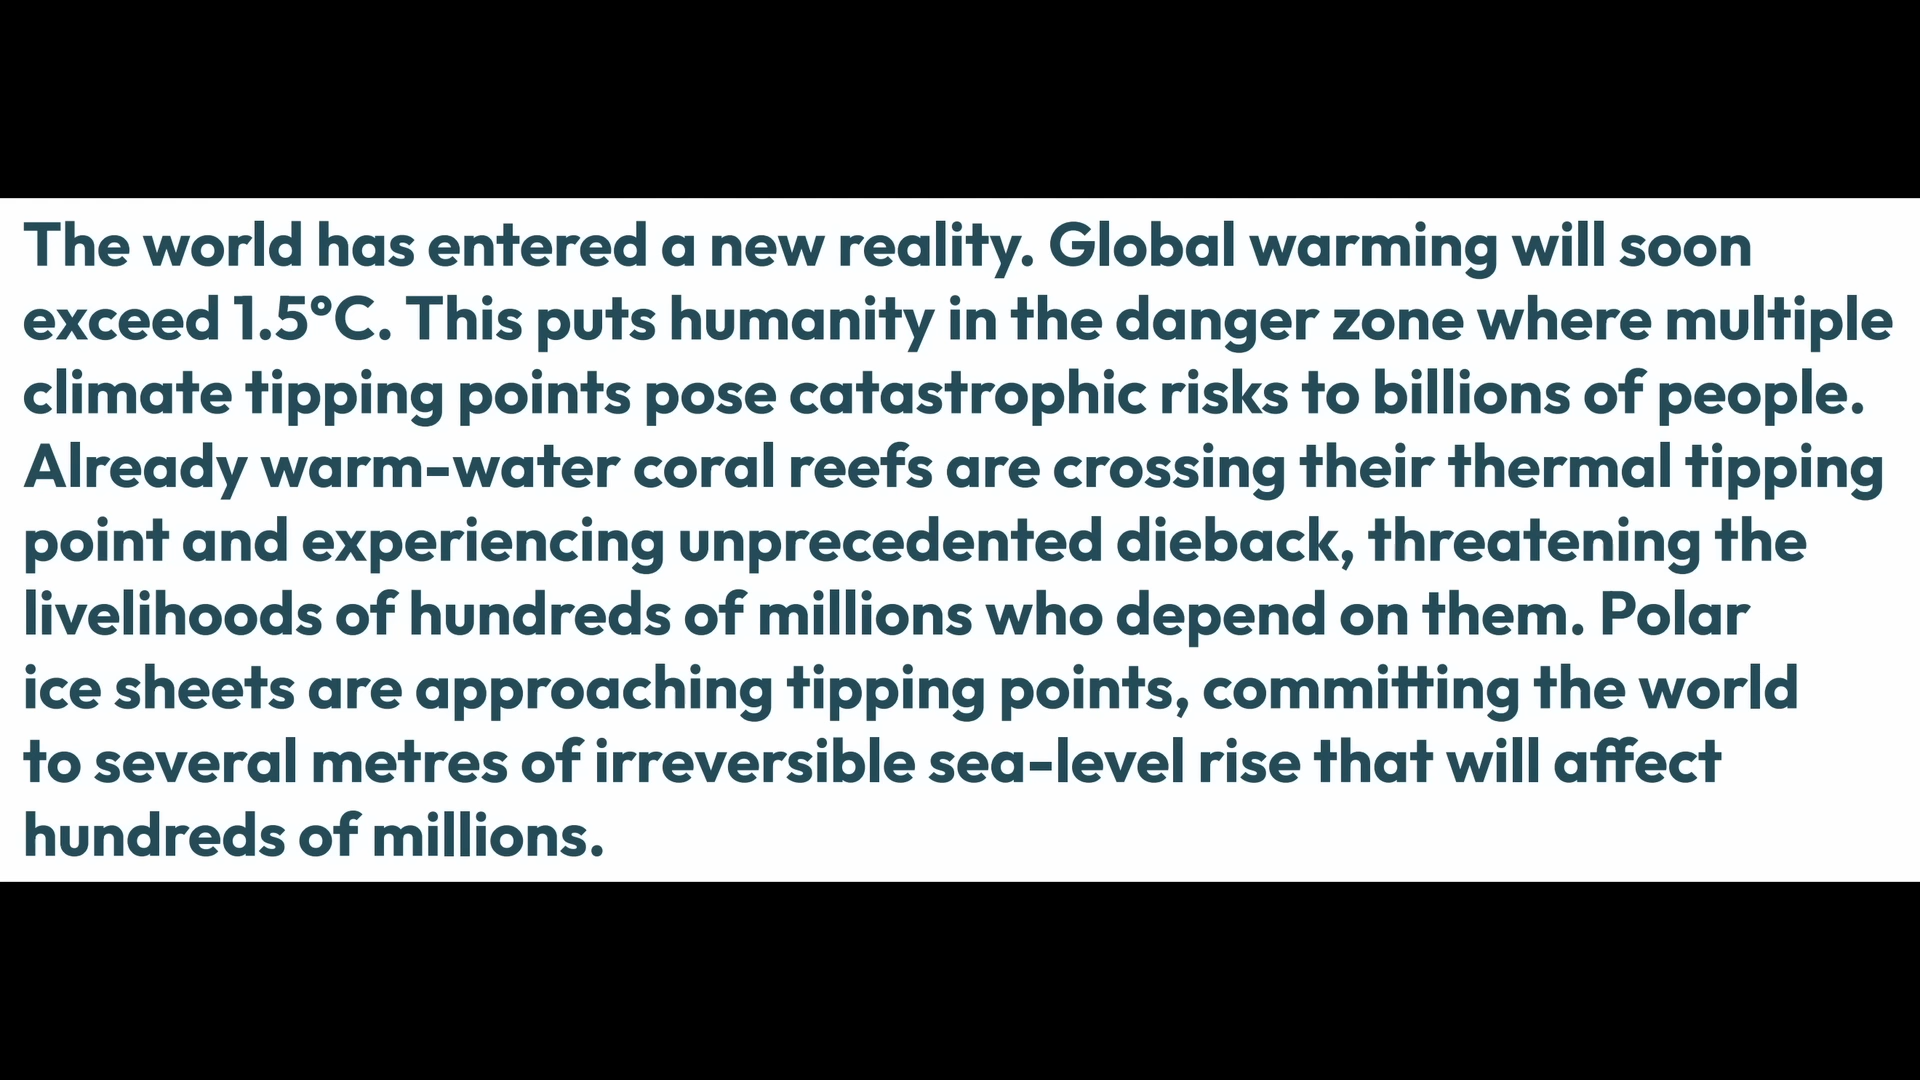 The world has entered a new reality. Global warming will soon
exceed 1.5°C. This puts humanity in the danger zone where multiple
climate tipping points pose catastrophic risks to billions of people.
Already warm-water coral reefs are crossing their thermal tipping
point and experiencing unprecedented dieback, threatening the
livelihoods of hundreds of millions who depend on them. Polar
ice sheets are approaching tipping points, committing the world
to several metres of irreversible sea-level rise that will affect
hundreds of millions.